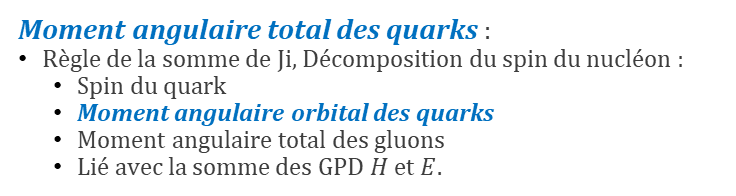 Moment angulaire total des quarks :
• Règle de la somme de Ji, Décomposition du spin du nucléon :
• Spin du quark
• Moment angulaire orbital des quarks
• Moment angulaire total des gluons
• Lié avec la somme des GPD H et E.